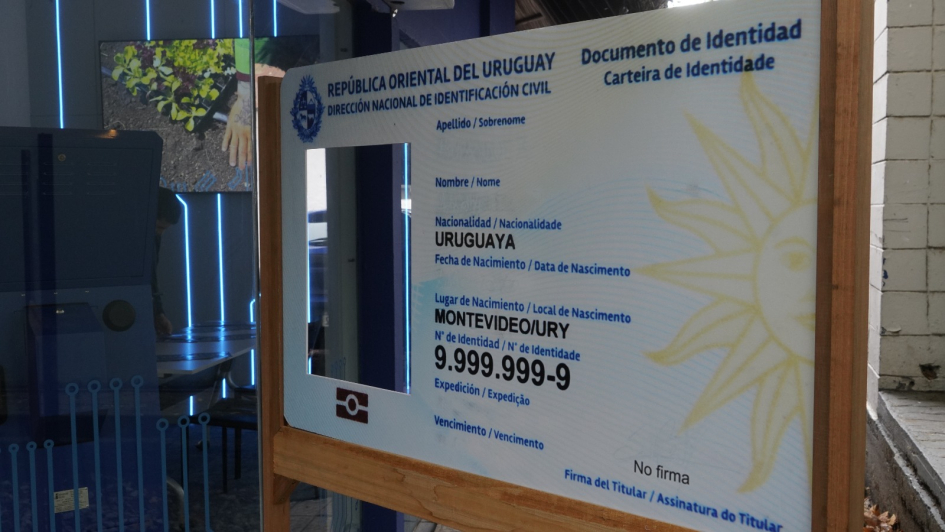 REPÚBLICA ORIENTAL DEL URUGUAY
DIRECCIÓN NACIONAL DE IDENTIFICACIÓN CIVIL
Documento de Identidad
Carteira de Identidade
Apellido / Sobrenome
Nombre / Nome
Nacionalidad / Nacionalidade
URUGUAYA
Fecha de Nacimiento / Data de Nascimento
Lugar de Nacimiento / Local de Nascimento
MONTEVIDEO/URY
N° de Identidad / N° de Identidade
9.999.999-9
Expedición / Expedição
Vencimiento / Vencimento
No firma
Firma del Titular / Assinatura do Titular